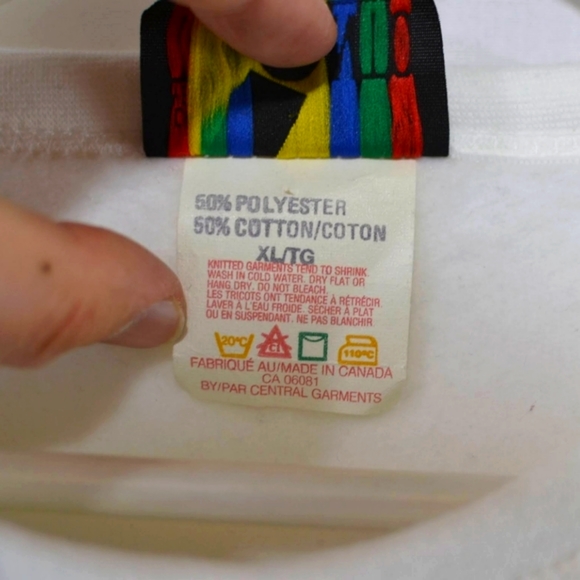 50% POLYESTER
50% COTTON/COTON
XL/TG
KNITTED GARMENTS TEND TO SHRINK.
WASH IN COLD WATER. DRY FLAT OR
HANG DRY. DO NOT BLEACH.
LES TRICOTS ONT TENDANCE À RÉTRÉCIR.
LAVER À L'EAU FROIDE. SÉCHER À PLAT
OU EN SUSPENDANT. NE PAS BLANCHIR
20°C
Cl
110°C
FABRIQUÉ AU/MADE IN CANADA
CA 06081
BY/PAR CENTRAL GARMENTS